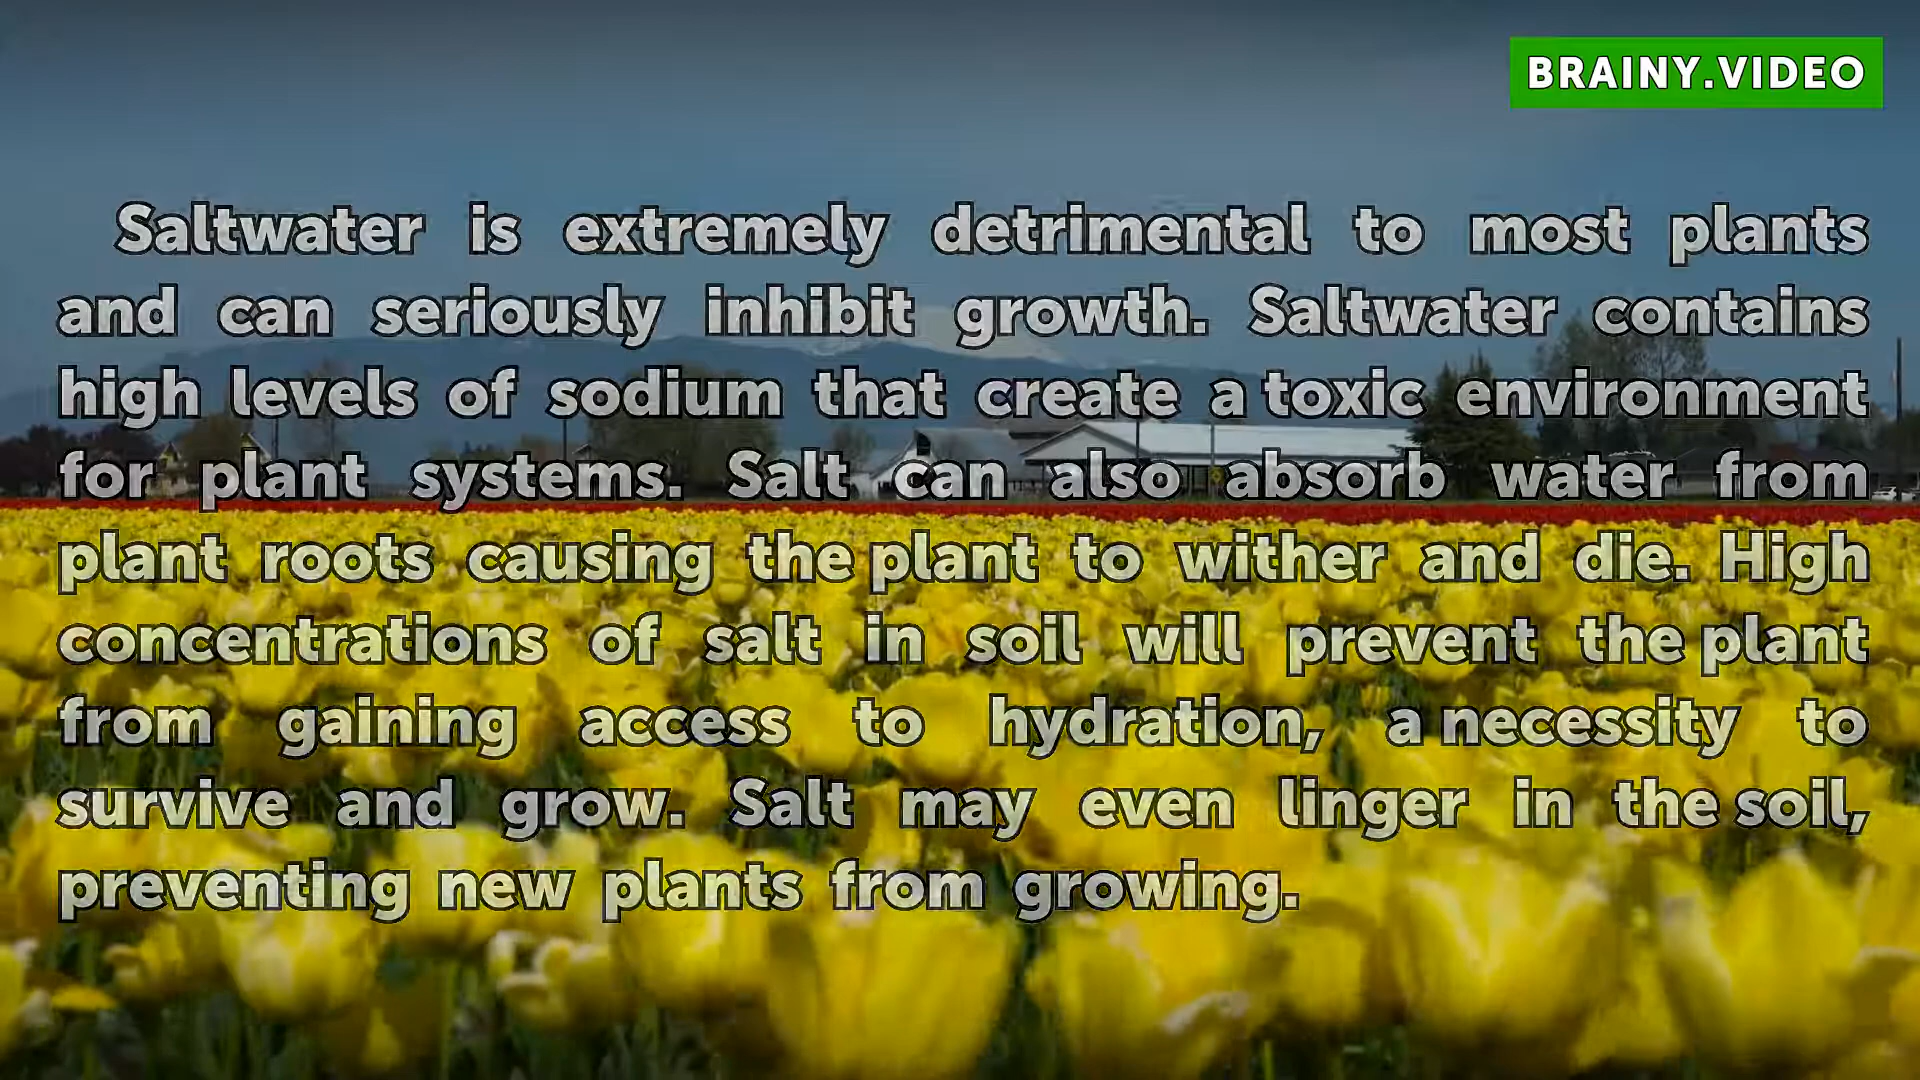 BRAINY.VIDEO
Saltwater is extremely detrimental to most plants
and can seriously inhibit growth. Saltwater contains
high levels of sodium that create a toxic environment
for plant systems. Salt can also absorb water from
plant roots causing the plant to wither and die. High
concentrations of salt in soil will prevent the plant
from gaining access to hydration, a necessity to
survive and grow. Salt may even linger in the soil,
preventing new plants from growing.